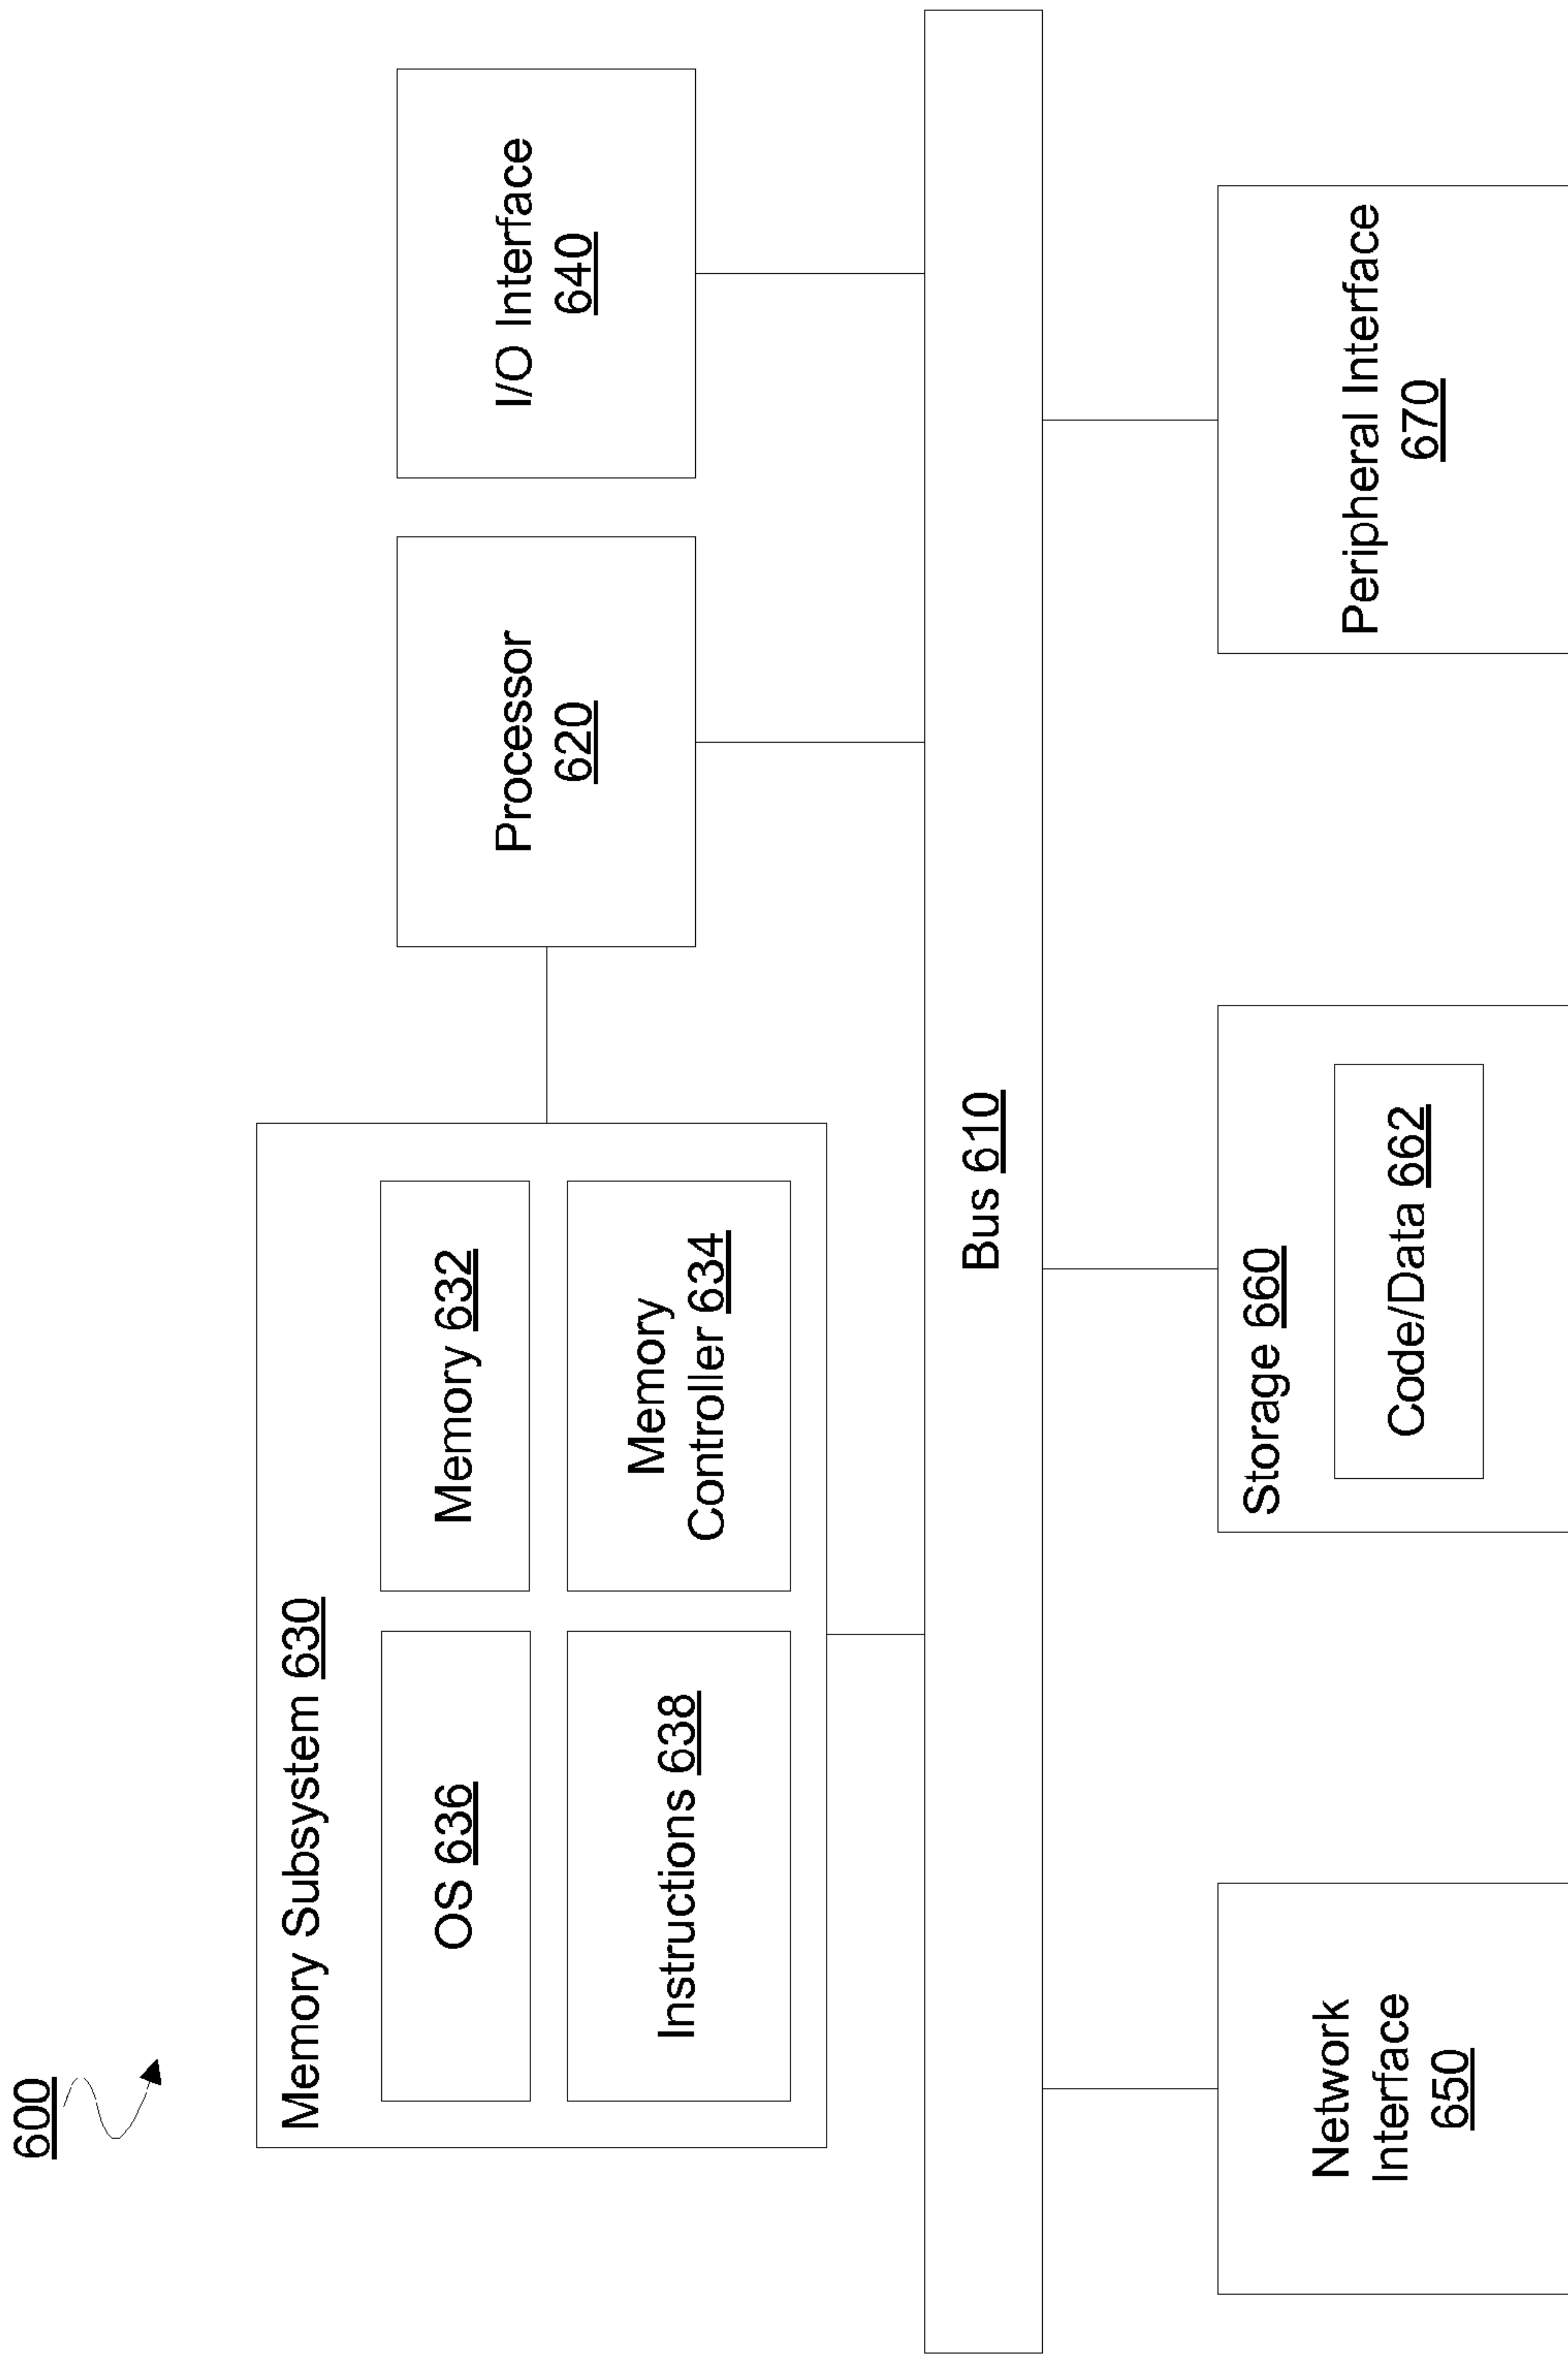 600
Memory Subsystem 630
OS 636
Memory 632
Instructions 638
Memory
Controller 634
Processor
620
I/O Interface
640
Bus 610
Network
Interface
650
Storage 660
Code/Data 662
Peripheral Interface
670